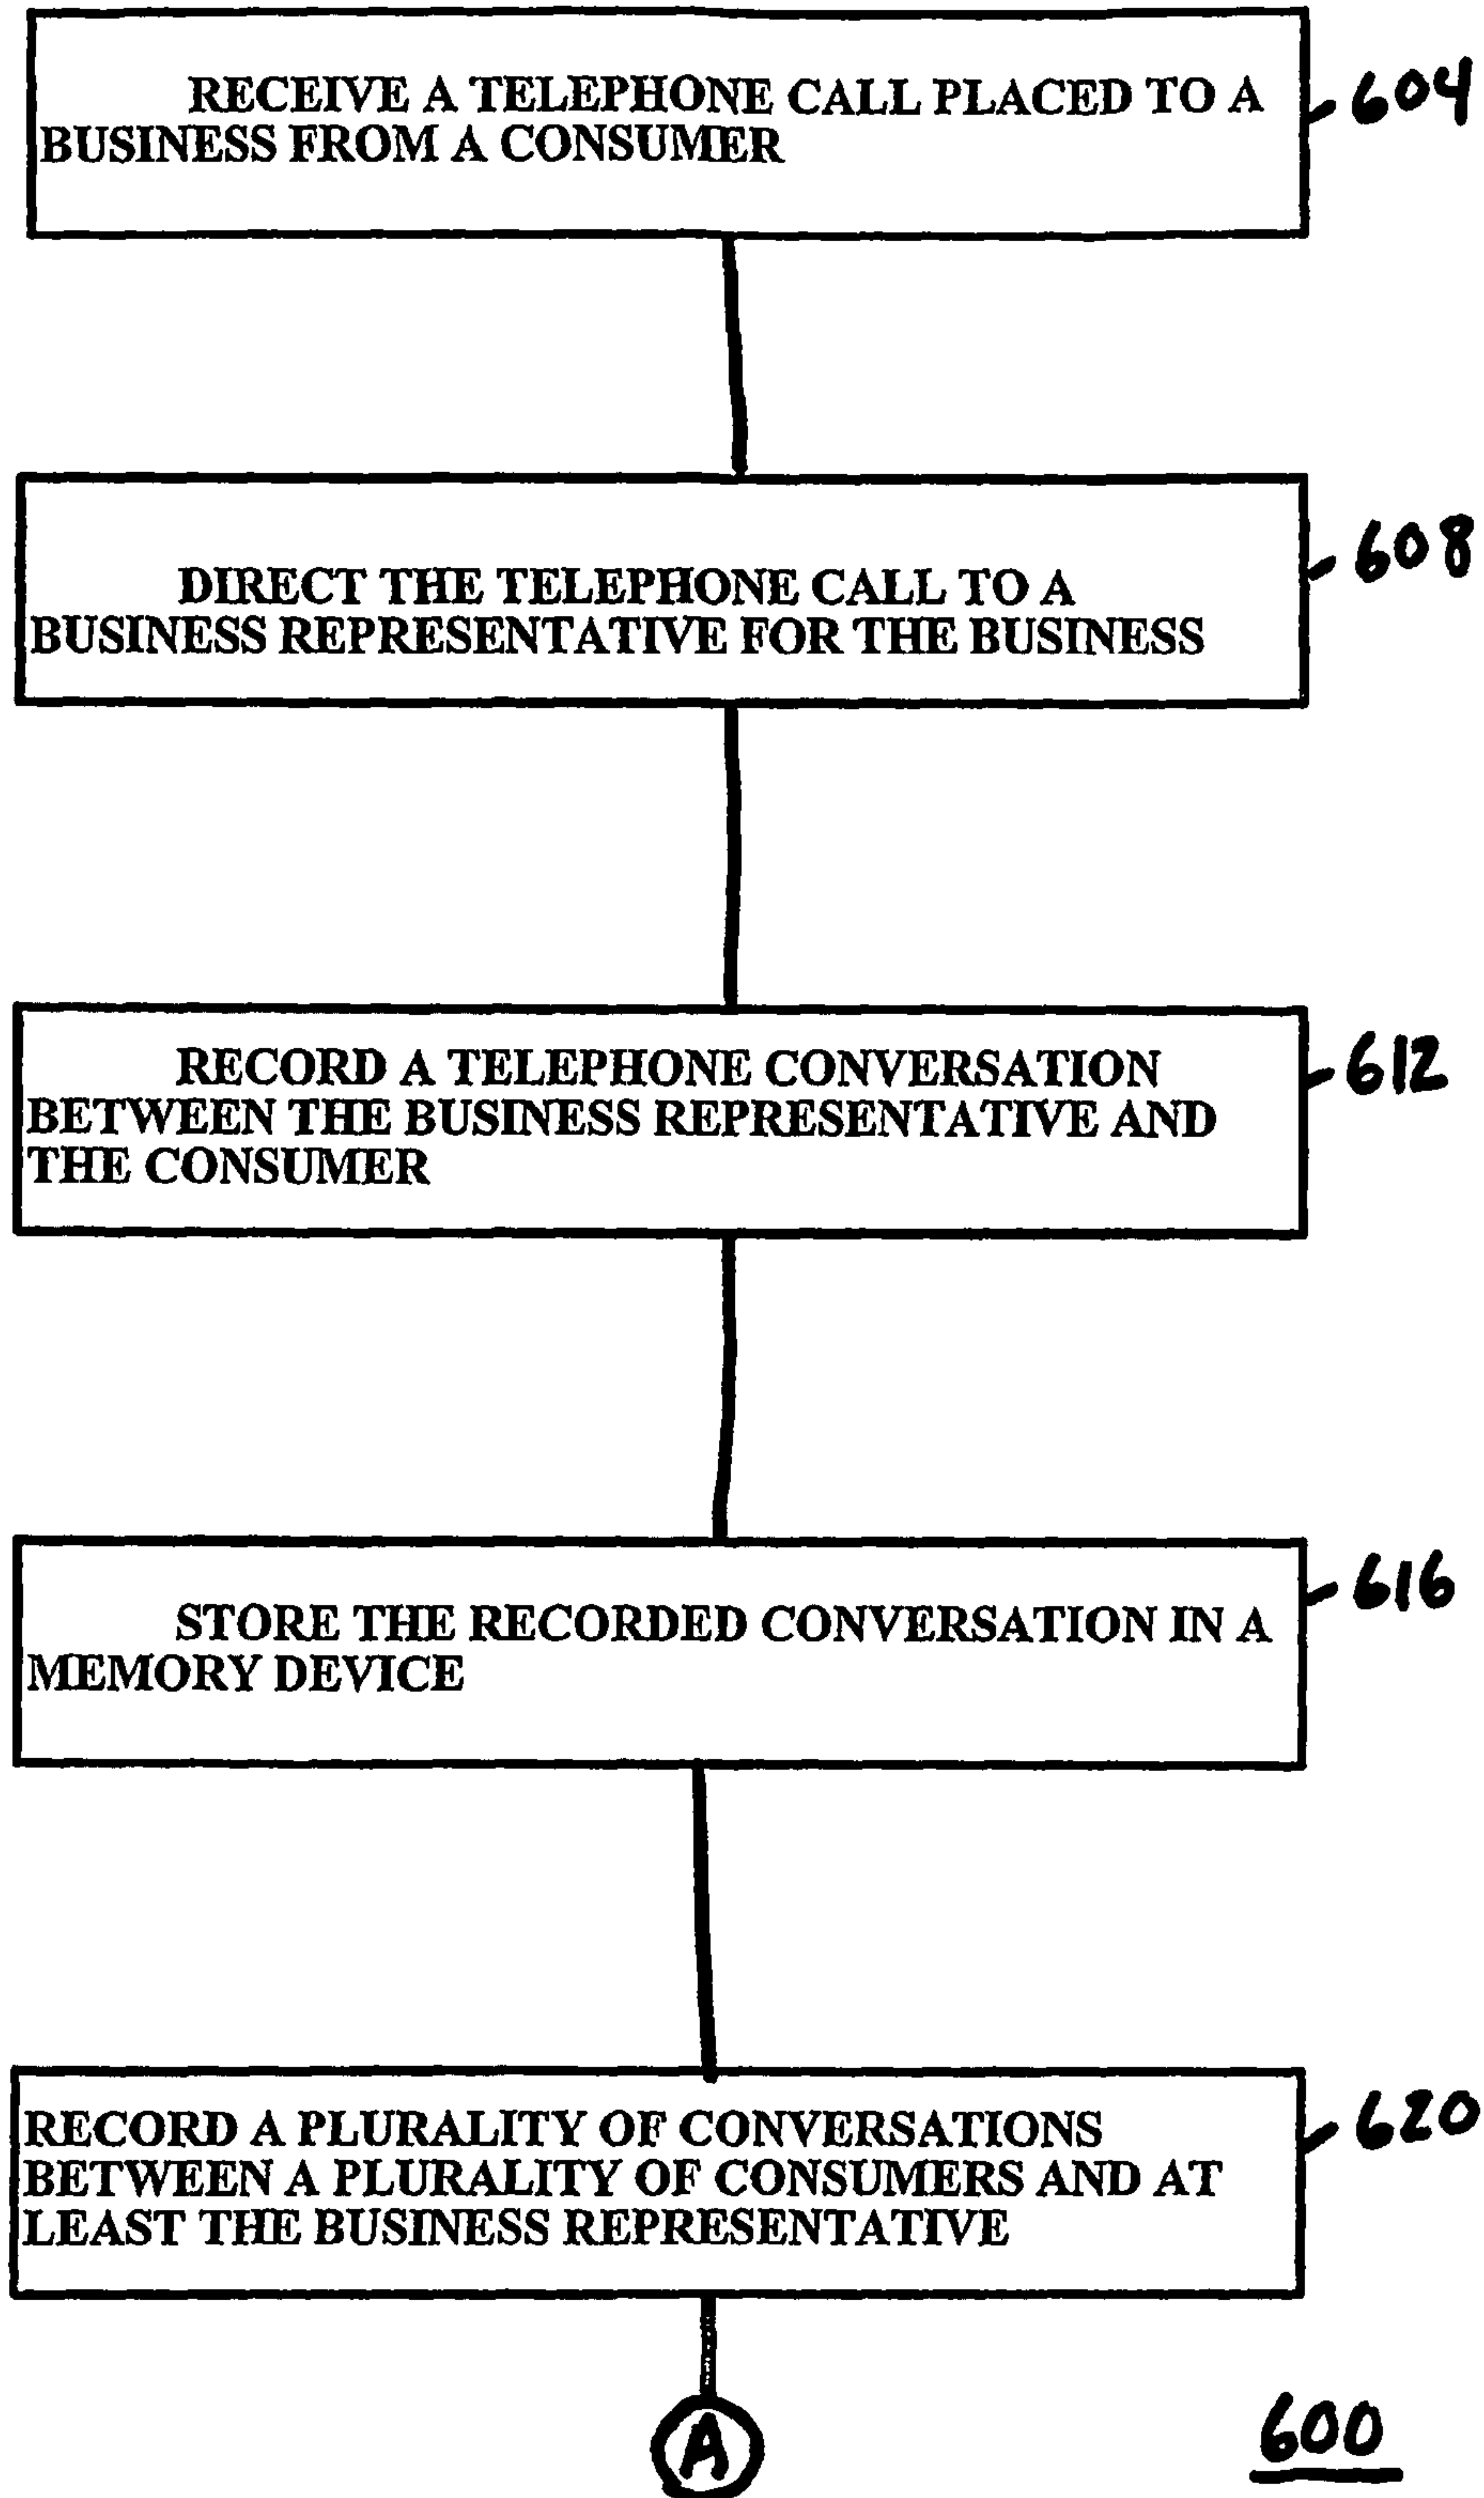 RECEIVE A TELEPHONE CALL PLACED TO A
BUSINESS FROM A CONSUMER
604
DIRECT THE TELEPHONE CALL TO A
BUSINESS REPRESENTATIVE FOR THE BUSINESS
608
RECORD A TELEPHONE CONVERSATION
BETWEEN THE BUSINESS REPRESENTATIVE AND
THE CONSUMER
612
STORE THE RECORDED CONVERSATION IN A
MEMORY DEVICE
616
RECORD A PLURALITY OF CONVERSATIONS
BETWEEN A PLURALITY OF CONSUMERS AND AT
LEAST THE BUSINESS REPRESENTATIVE
620
A
600